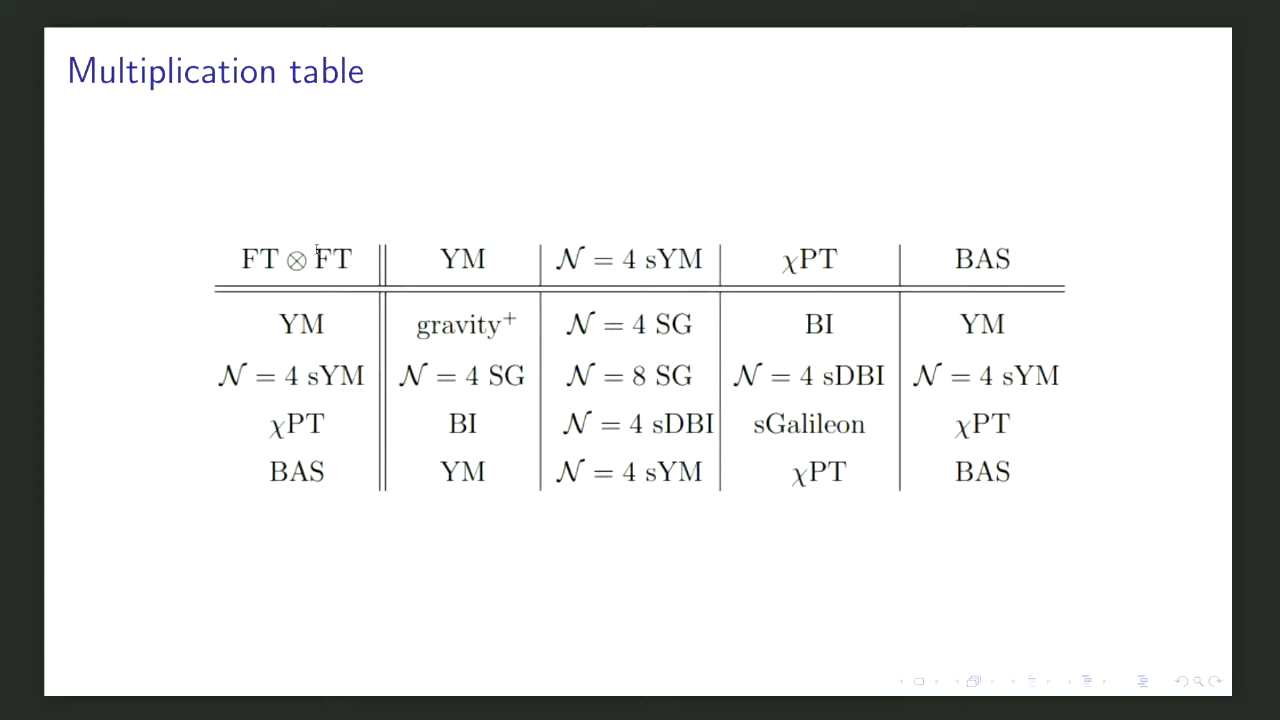 Multiplication table
FT ⊗ FT YM 𝒩 = 4 sYM χPT BAS
YM gravity⁺ 𝒩 = 4 SG BI YM
𝒩 = 4 sYM 𝒩 = 4 SG 𝒩 = 8 SG 𝒩 = 4 sDBI 𝒩 = 4 sYM
χPT BI 𝒩 = 4 sDBI sGalileon χPT
BAS YM 𝒩 = 4 sYM χPT BAS